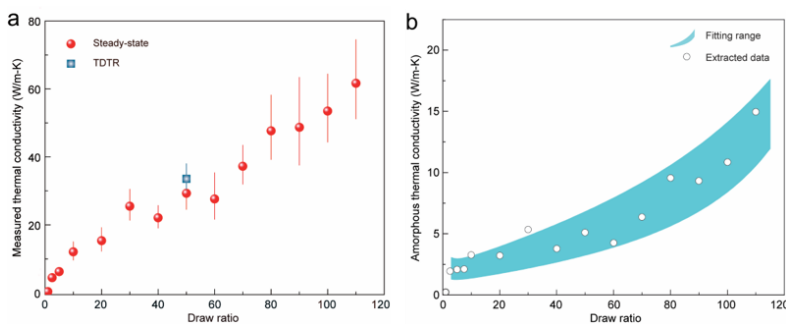 a
Measured thermal conductivity (W/m-K)
80
60
40
20
0
Steady-state
TDTR
0 20 40 60 80 100 120
Draw ratio
b
Amorphous thermal conductivity (W/m-K)
20
15
10
5
0
Fitting range
Extracted data
0 20 40 60 80 100 120
Draw ratio